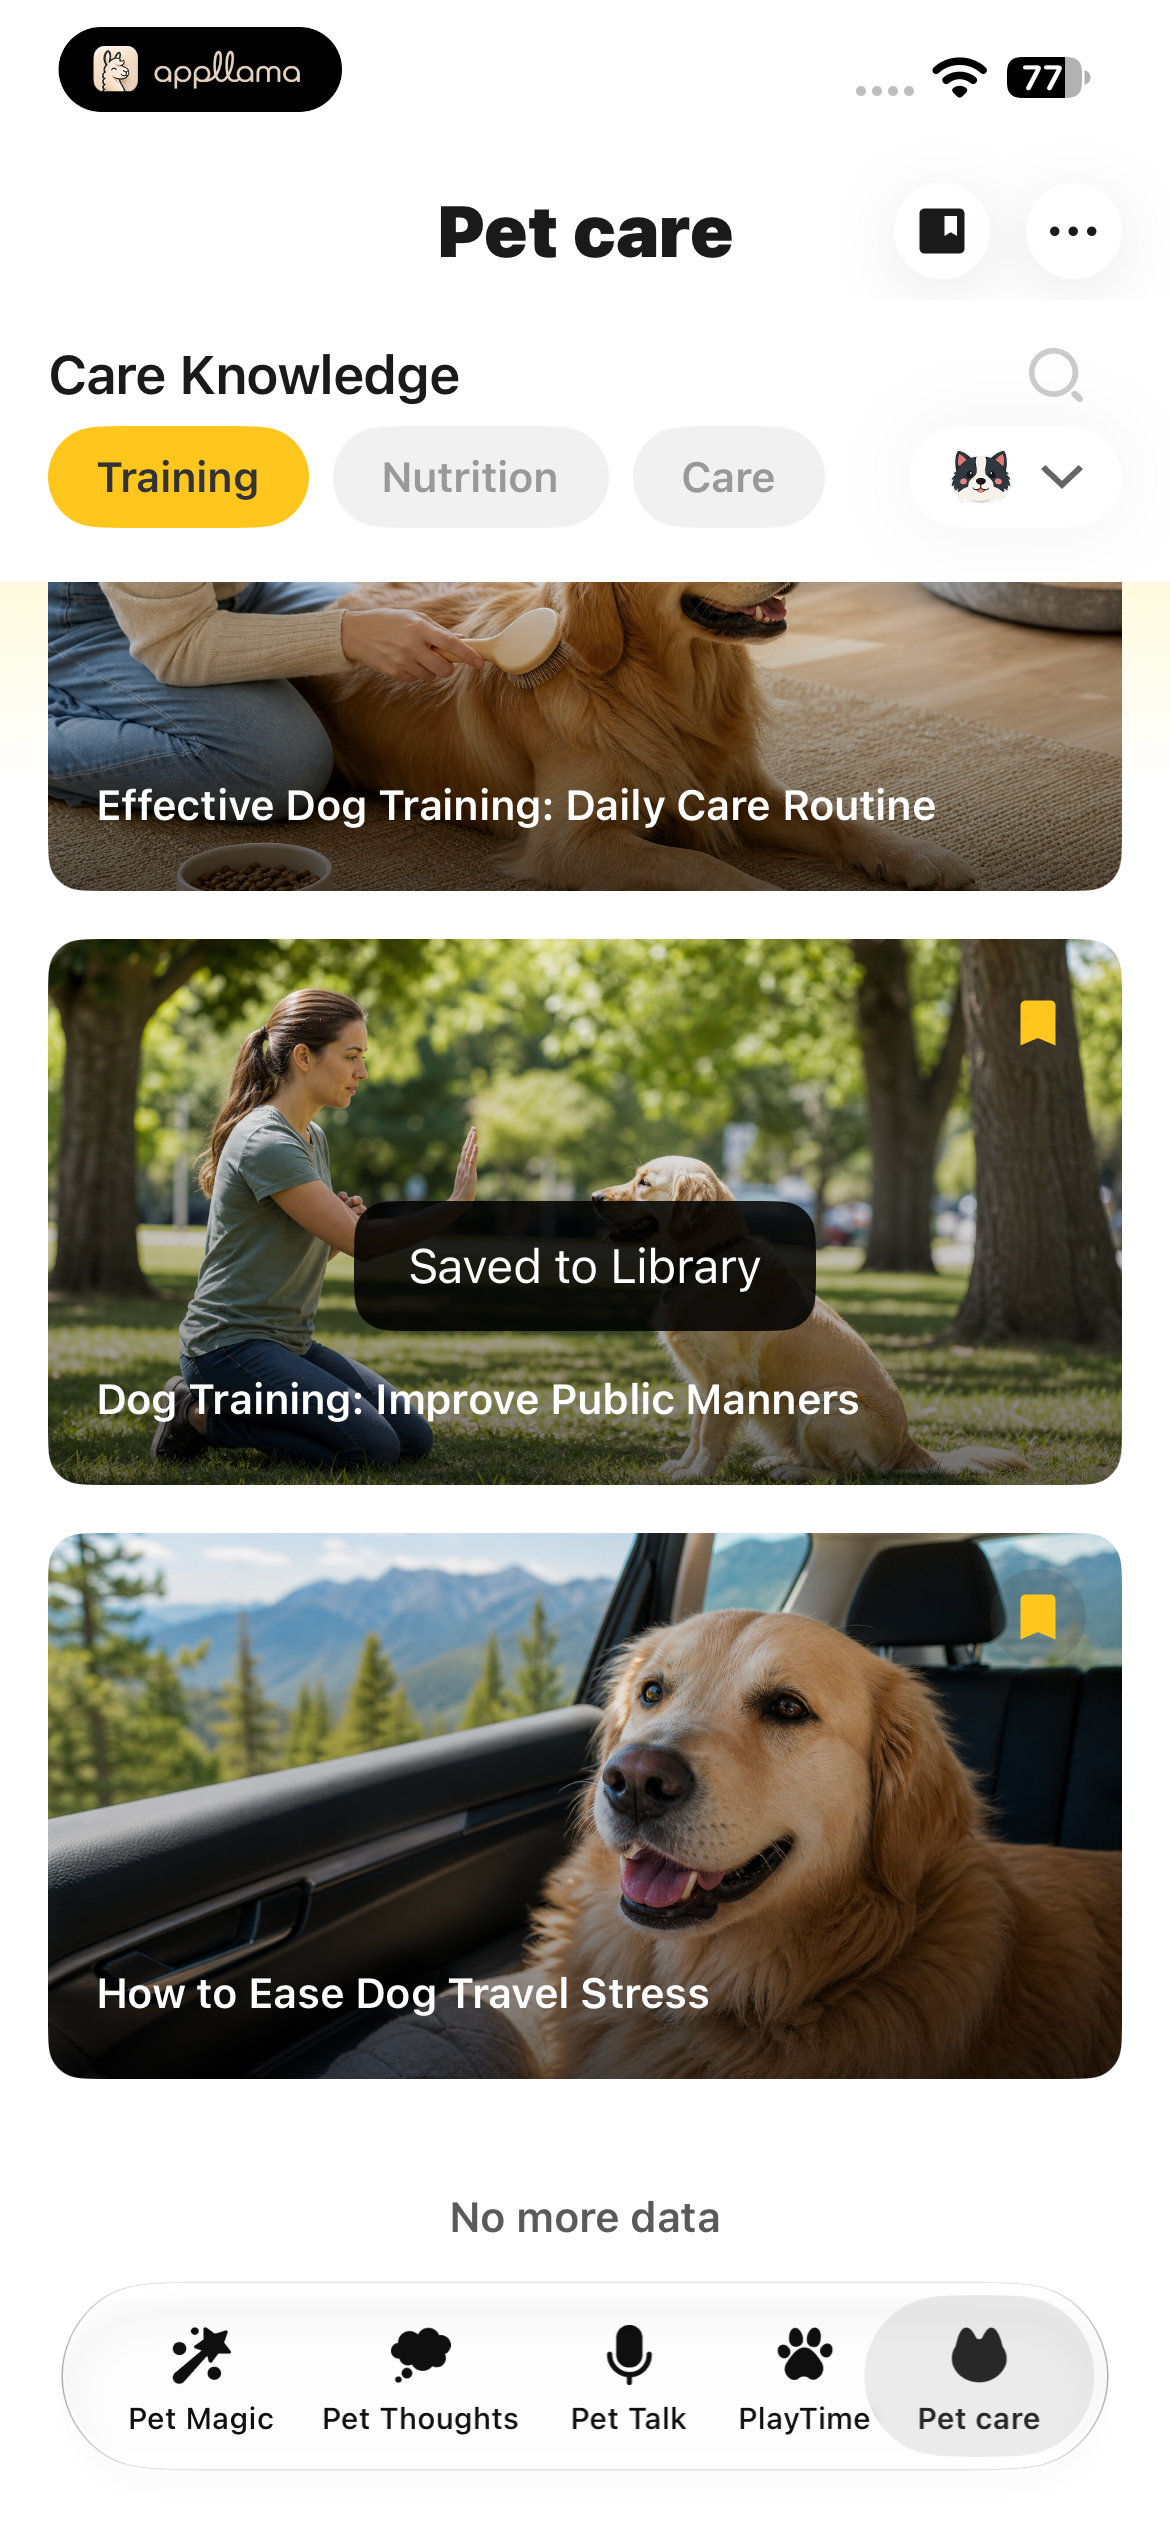 appllama
77
Pet care
Care Knowledge
Training
Nutrition
Care
Effective Dog Training: Daily Care Routine
Saved to Library
Dog Training: Improve Public Manners
How to Ease Dog Travel Stress
No more data
Pet Magic
Pet Thoughts
Pet Talk
PlayTime
Pet care